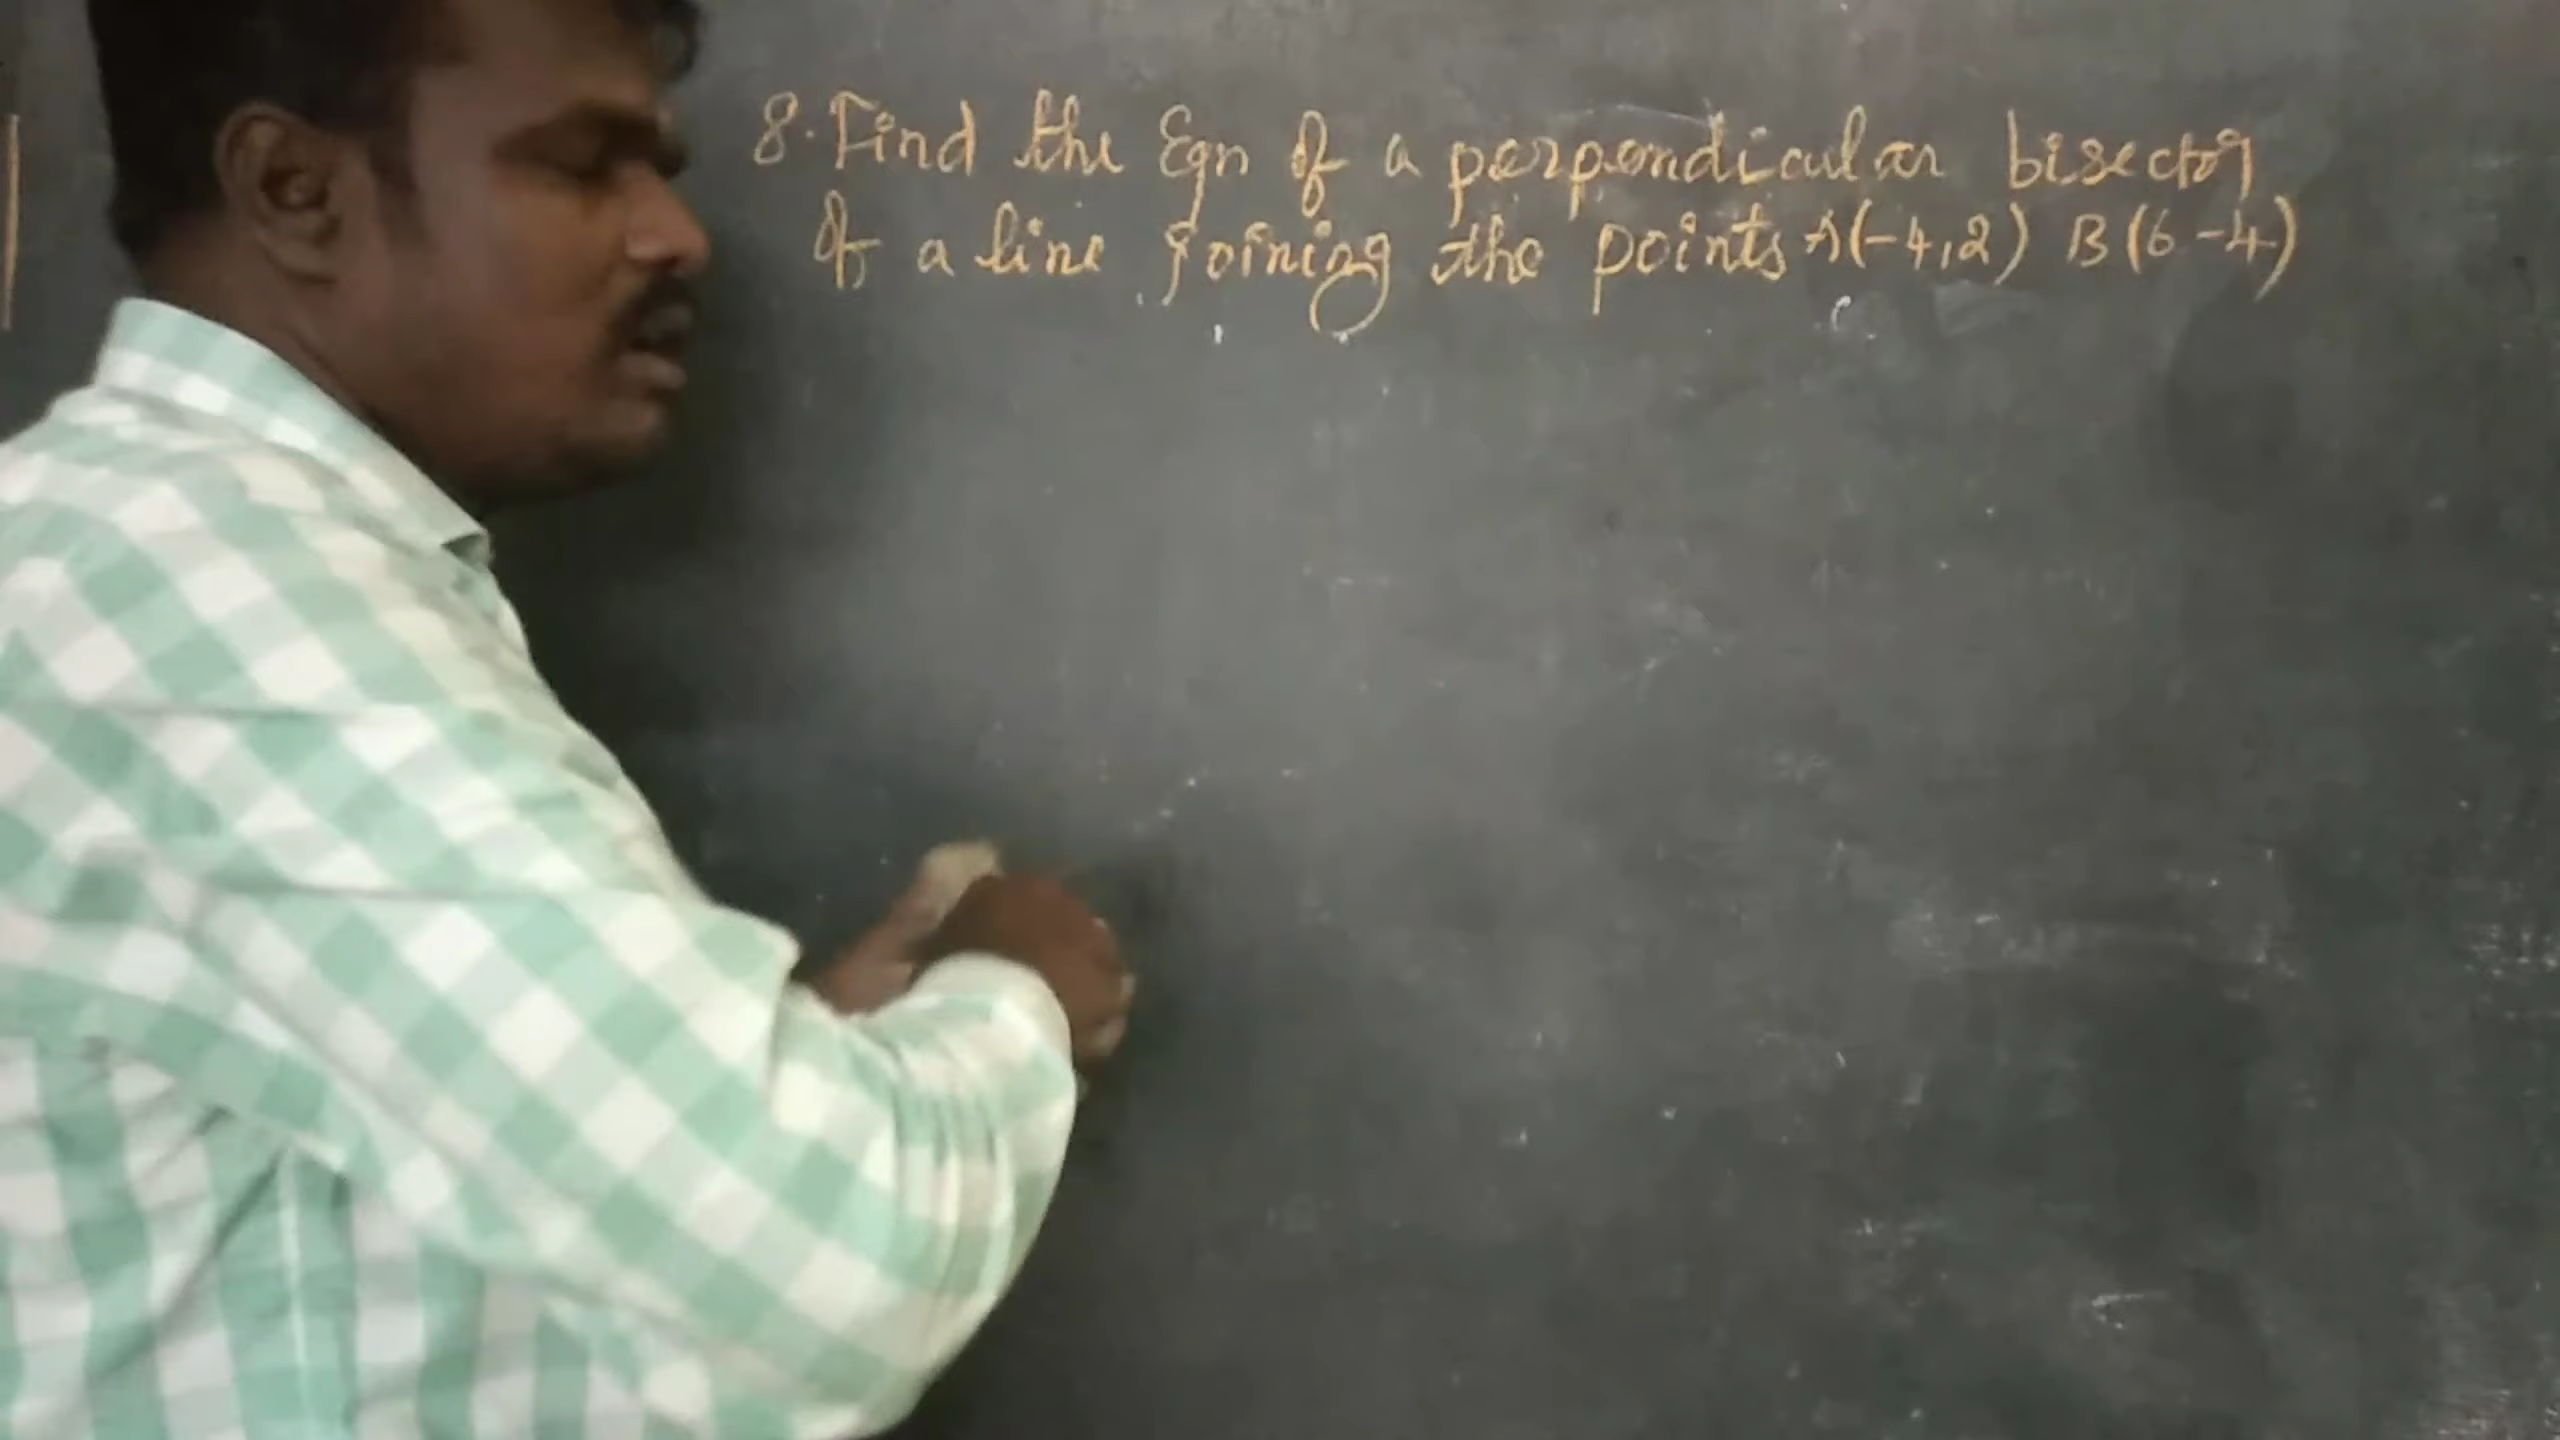 8. Find the Eqn of a perpendicular bisector
of a line joining the points A(-4,2) B(6-4)